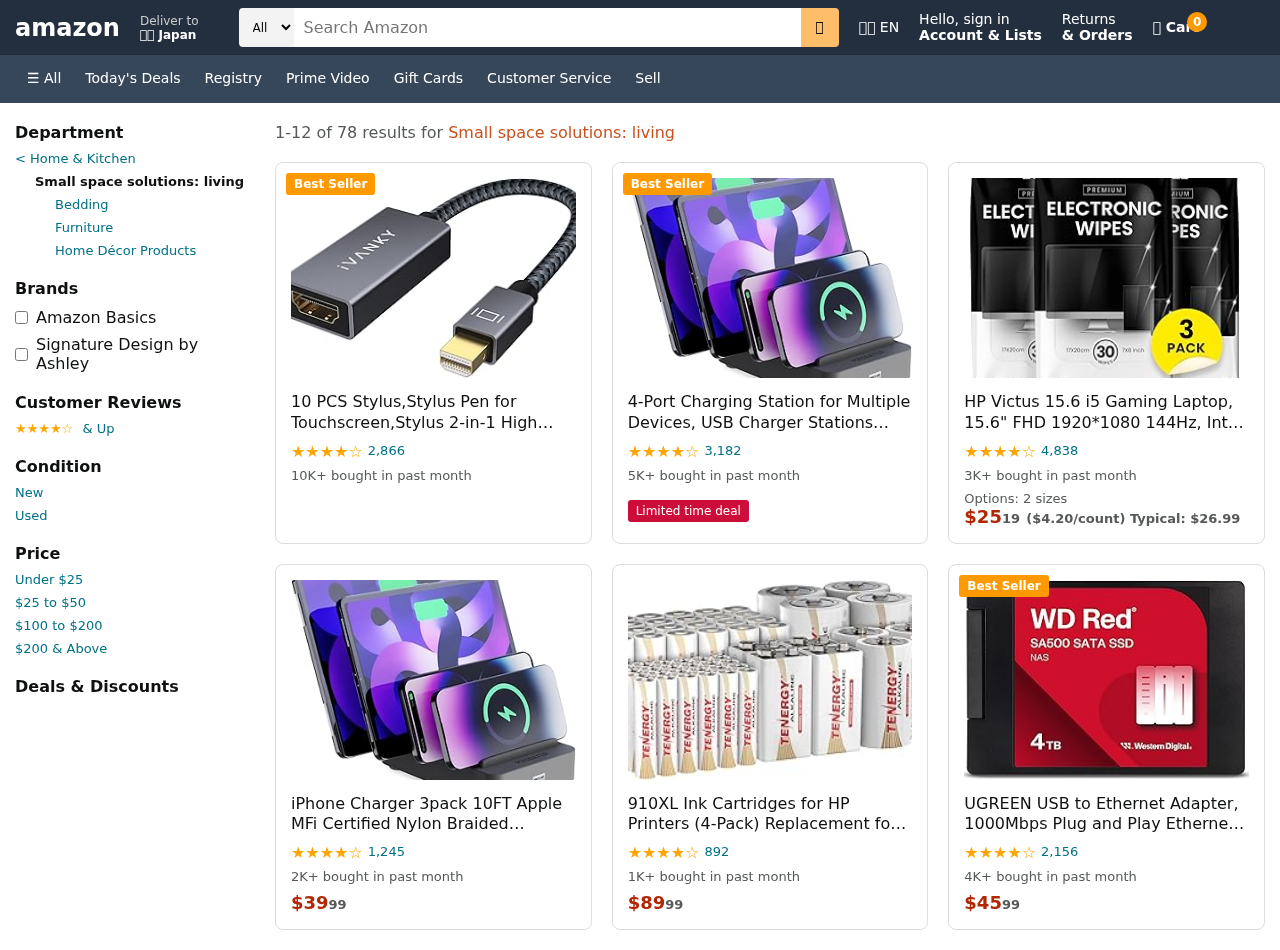 amazon
Deliver to
Japan
All
Search Amazon
EN
Hello, sign in
Account & Lists
Returns
& Orders
0
☰ All
Today's Deals
Registry
Prime Video
Gift Cards
Customer Service
Sell
Department
< Home & Kitchen
Small space solutions: living
Bedding
Furniture
Home Décor Products
Brands
Amazon Basics
Signature Design by
Ashley
Customer Reviews
★★★★☆ & Up
Condition
New
Used
Price
Under $25
$25 to $50
$100 to $200
$200 & Above
Deals & Discounts
1-12 of 78 results for Small space solutions: living
Best Seller
iVANKY
10 PCS Stylus,Stylus Pen for
Touchscreen,Stylus 2-in-1 High…
★★★★☆ 2,866
10K+ bought in past month
Best Seller
4-Port Charging Station for Multiple
Devices, USB Charger Stations…
★★★★☆ 3,182
5K+ bought in past month
Limited time deal
PREMIUM
ELECTRONIC
WIPES
30
3
PACK
HP Victus 15.6 i5 Gaming Laptop,
15.6" FHD 1920*1080 144Hz, Int…
★★★★☆ 4,838
3K+ bought in past month
Options: 2 sizes
$2519 ($4.20/count) Typical: $26.99
iPhone Charger 3pack 10FT Apple
MFi Certified Nylon Braided…
★★★★☆ 1,245
2K+ bought in past month
$3999
TENERGY
ALKALINE
910XL Ink Cartridges for HP
Printers (4-Pack) Replacement fo…
★★★★☆ 892
1K+ bought in past month
$8999
Best Seller
WD Red
SA500 SATA SSD
NAS
4TB
Western Digital
UGREEN USB to Ethernet Adapter,
1000Mbps Plug and Play Etherne…
★★★★☆ 2,156
4K+ bought in past month
$4599